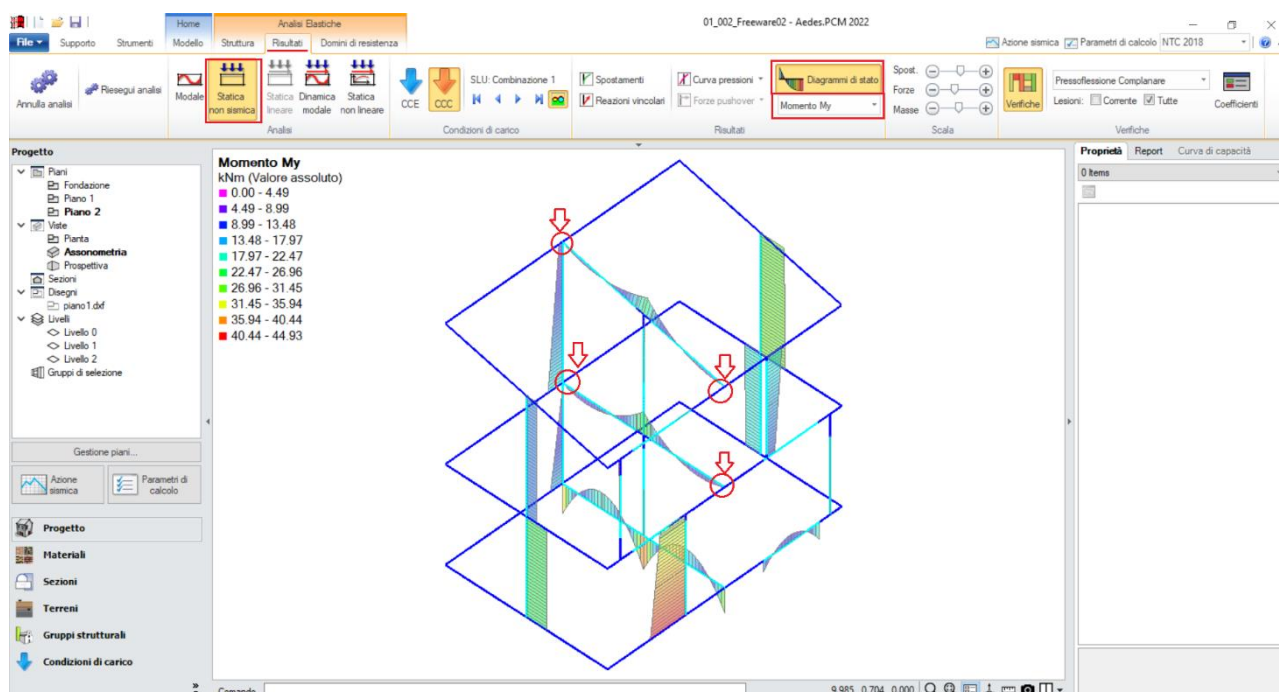 01_002_Freeware02 - Aedes.PCM 2022
Home
Analisi Elastiche
File
Supporto
Strumenti
Modello
Struttura
Risultati
Domini di resistenza
Azione sismica
Parametri di calcolo
NTC 2018
Annulla analisi
Riesegui analisi
Modale
Statica non sismica
Statica lineare
Dinamica modale
Statica non lineare
Analisi
CCE
CCC
SLU: Combinazione 1
Condizioni di carico
Spostamenti
Reazioni vincolari
Curva pressioni
Forze pushover
Diagrammi di stato
Momento My
Risultati
Spost.
Forze
Masse
Scala
Verifiche
Pressoflessione Complanare
Lesioni: Corrente Tutte
Coefficienti
Verifiche
Progetto
Piani
Fondazione
Piano 1
Piano 2
Viste
Pianta
Assonometria
Prospettiva
Sezioni
Disegni
piano1.dxf
Livelli
Livello 0
Livello 1
Livello 2
Gruppi di selezione
Gestione piani...
Azione sismica
Parametri di calcolo
Progetto
Materiali
Sezioni
Terreni
Gruppi strutturali
Condizioni di carico
Momento My
kNm (Valore assoluto)
0.00 - 4.49
4.49 - 8.99
8.99 - 13.48
13.48 - 17.97
17.97 - 22.47
22.47 - 26.96
26.96 - 31.45
31.45 - 35.94
35.94 - 40.44
40.44 - 44.93
Proprietà
Report
Curva di capacità
0 Items
Comando
9.985, 0.704, 0.000